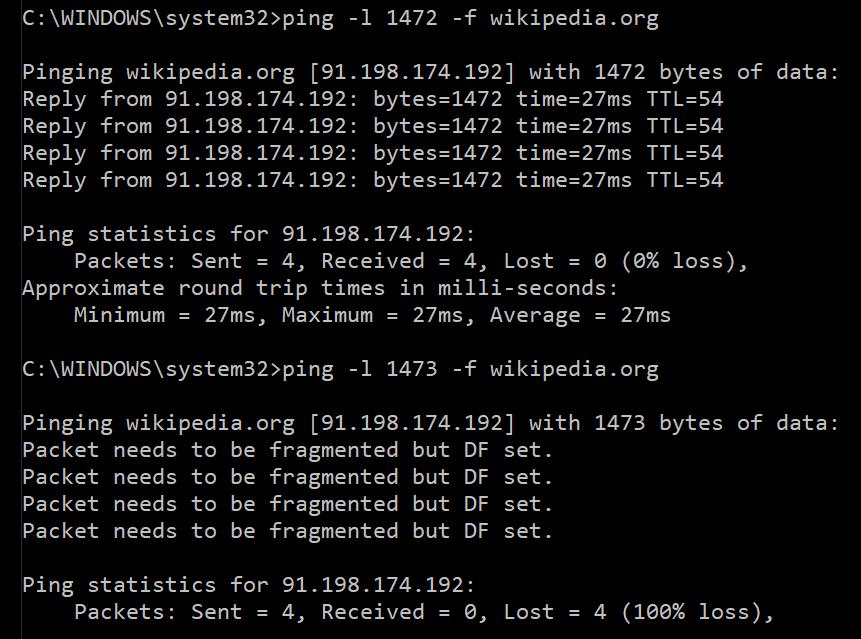 C:\WINDOWS\system32>ping -l 1472 -f wikipedia.org
Pinging wikipedia.org [91.198.174.192] with 1472 bytes of data:
Reply from 91.198.174.192: bytes=1472 time=27ms TTL=54
Reply from 91.198.174.192: bytes=1472 time=27ms TTL=54
Reply from 91.198.174.192: bytes=1472 time=27ms TTL=54
Reply from 91.198.174.192: bytes=1472 time=27ms TTL=54
Ping statistics for 91.198.174.192:
    Packets: Sent = 4, Received = 4, Lost = 0 (0% loss),
Approximate round trip times in milli-seconds:
    Minimum = 27ms, Maximum = 27ms, Average = 27ms
C:\WINDOWS\system32>ping -l 1473 -f wikipedia.org
Pinging wikipedia.org [91.198.174.192] with 1473 bytes of data:
Packet needs to be fragmented but DF set.
Packet needs to be fragmented but DF set.
Packet needs to be fragmented but DF set.
Packet needs to be fragmented but DF set.
Ping statistics for 91.198.174.192:
    Packets: Sent = 4, Received = 0, Lost = 4 (100% loss),